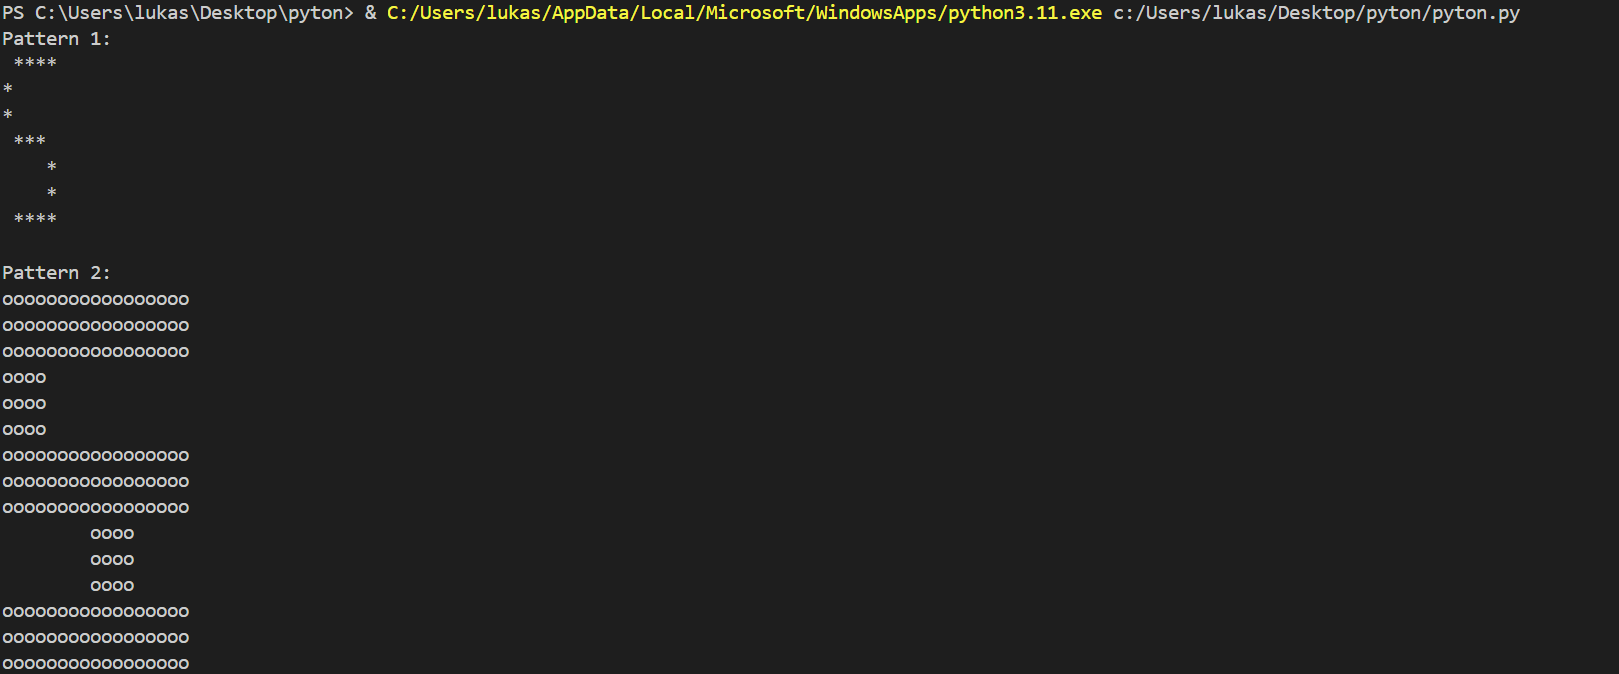 PS C:\Users\lukas\Desktop\pyton> & C:/Users/lukas/AppData/Local/Microsoft/WindowsApps/python3.11.exe c:/Users/lukas/Desktop/pyton/pyton.py
Pattern 1:
 ****
*
*
 ***
    *
    *
 ****

Pattern 2:
ooooooooooooooooo
ooooooooooooooooo
ooooooooooooooooo
oooo
oooo
oooo
ooooooooooooooooo
ooooooooooooooooo
ooooooooooooooooo
        oooo
        oooo
        oooo
ooooooooooooooooo
ooooooooooooooooo
ooooooooooooooooo